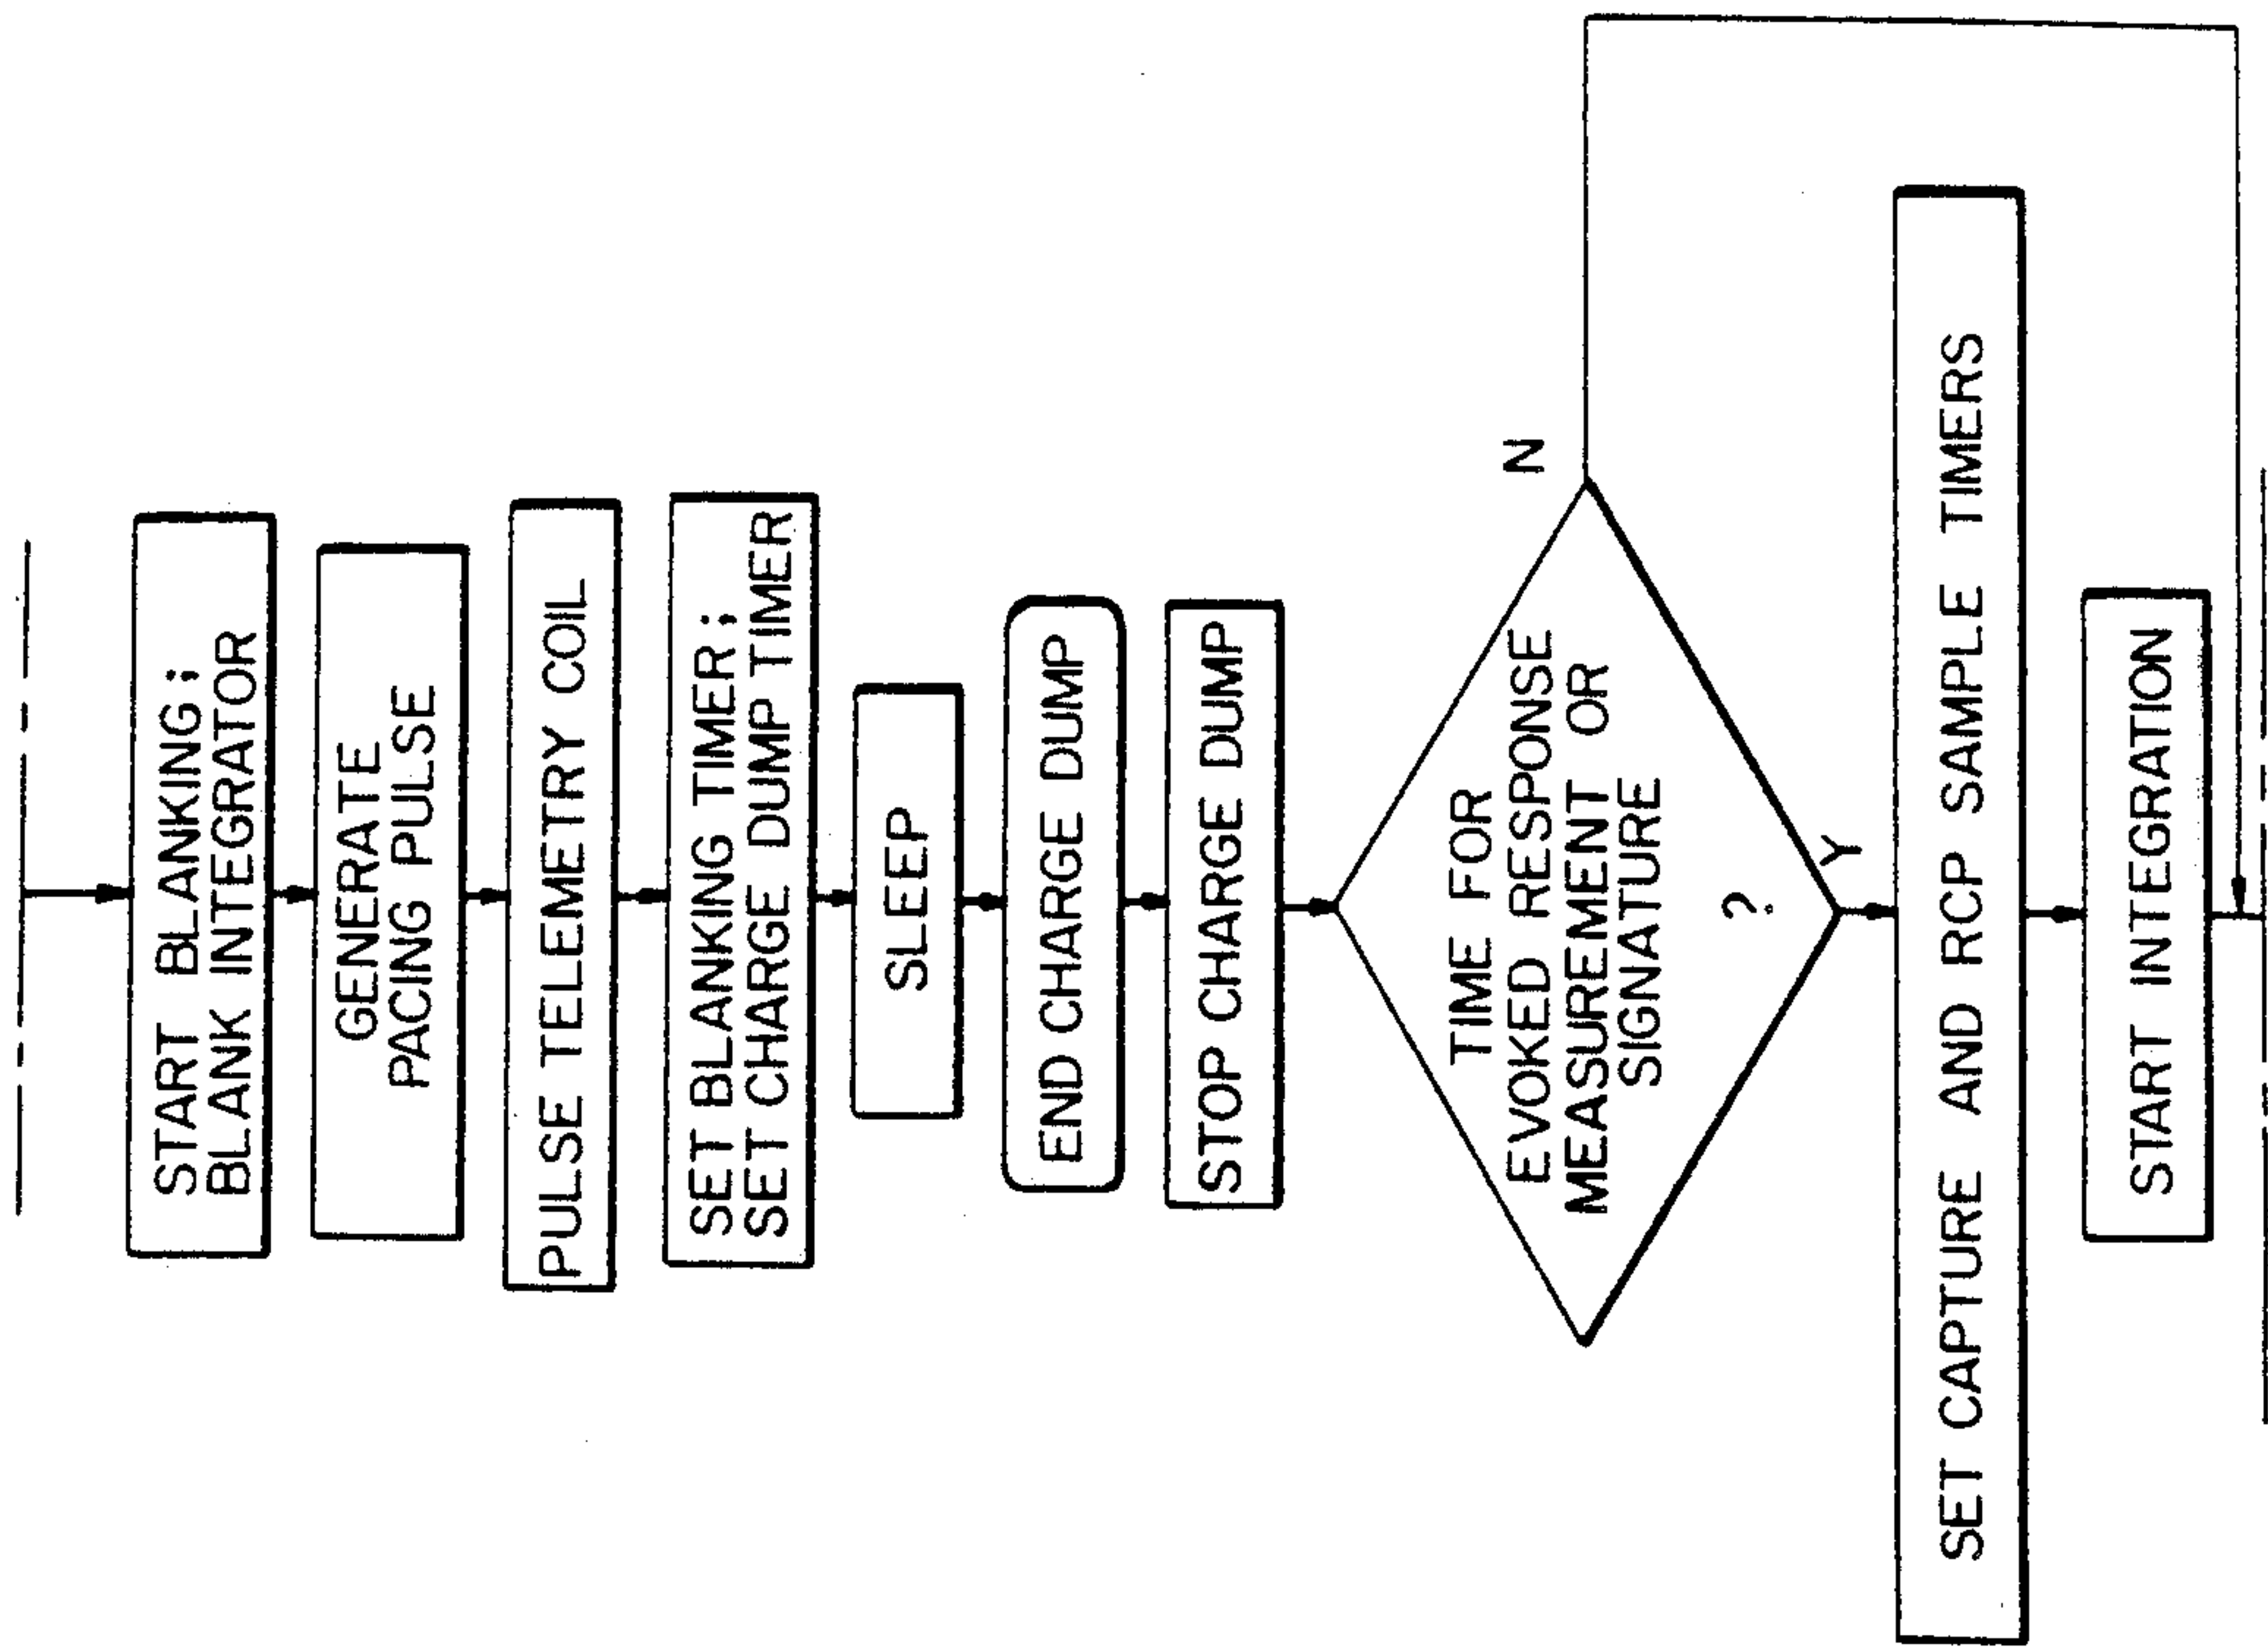 START BLANKING;
BLANK INTEGRATOR
GENERATE
PACING PULSE
PULSE TELEMETRY COIL
SET BLANKING TIMER;
SET CHARGE DUMP TIMER
SLEEP
END CHARGE DUMP
STOP CHARGE DUMP
TIME FOR
EVOKED RESPONSE
MEASUREMENT OR
SIGNATURE
?
N
Y
SET CAPTURE AND RCP SAMPLE TIMERS
START INTEGRATION